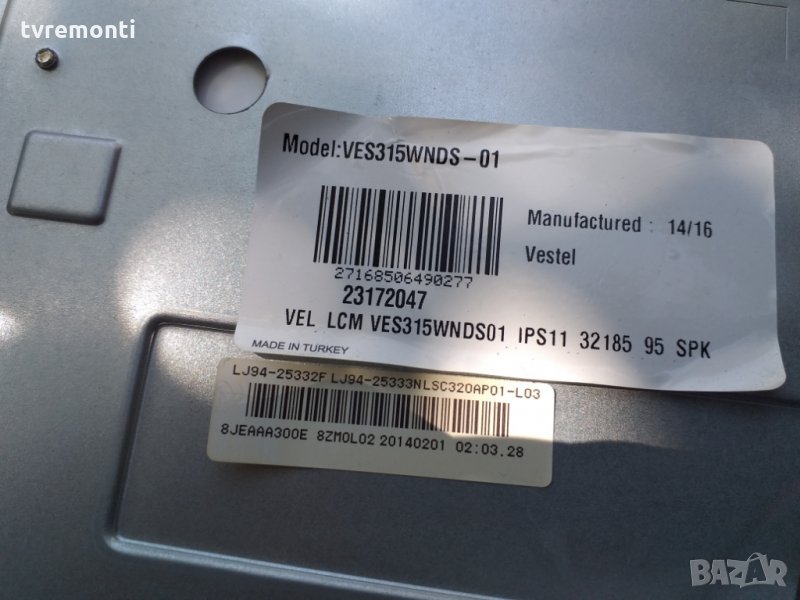 tvremonti
Model:VES315WNDS-01
Manufactured : 14/16
Vestel
27168506490277
23172047
VEL LCM VES315WNDS01 IPS11 32185 95 SPK
MADE IN TURKEY
LJ94-25332F LJ94-25333NLSC320AP01-L03
8JEAAA300E 8ZM0L02 20140201 02:03.28
BAZAR